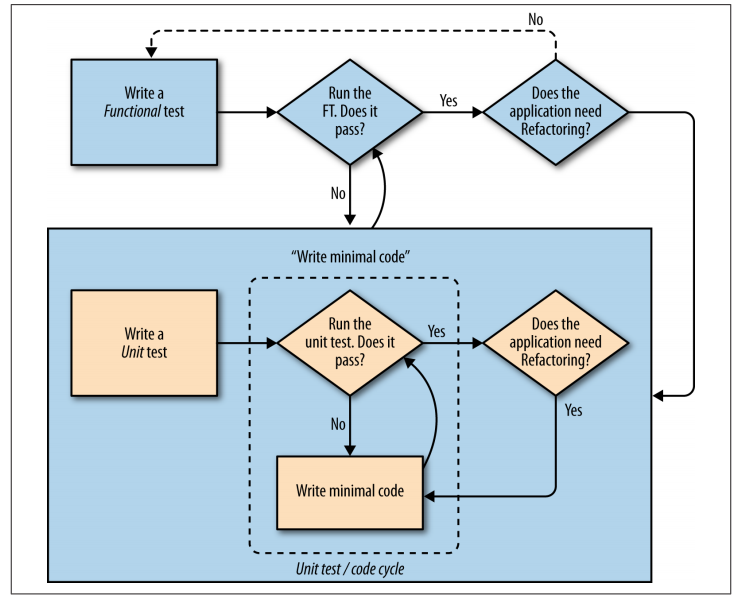 No
Write a
Functional test
Run the
FT. Does it
pass?
Yes
Does the
application need
Refactoring?
No
“Write minimal code”
Write a
Unit test
Run the
unit test. Does it
pass?
Yes
Does the
application need
Refactoring?
No
Yes
Write minimal code
Unit test / code cycle